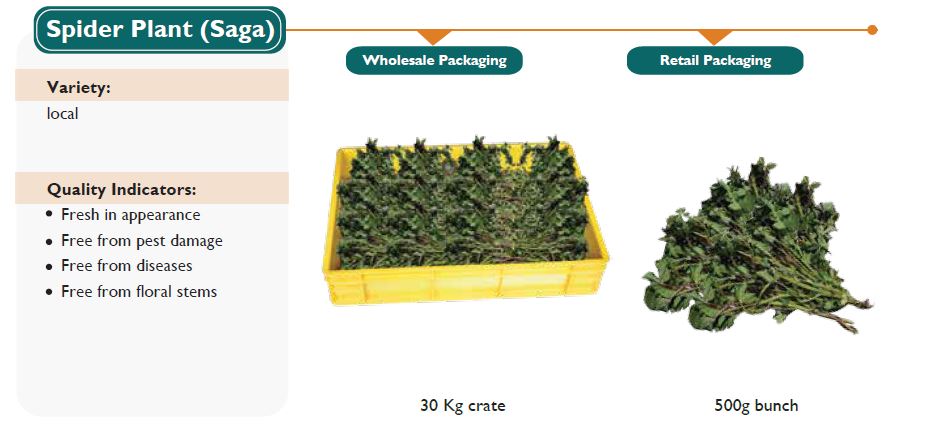 Spider Plant (Saga)
Wholesale Packaging
Retail Packaging
Variety:
local
Quality Indicators:
• Fresh in appearance
• Free from pest damage
• Free from diseases
• Free from floral stems
30 Kg crate
500g bunch